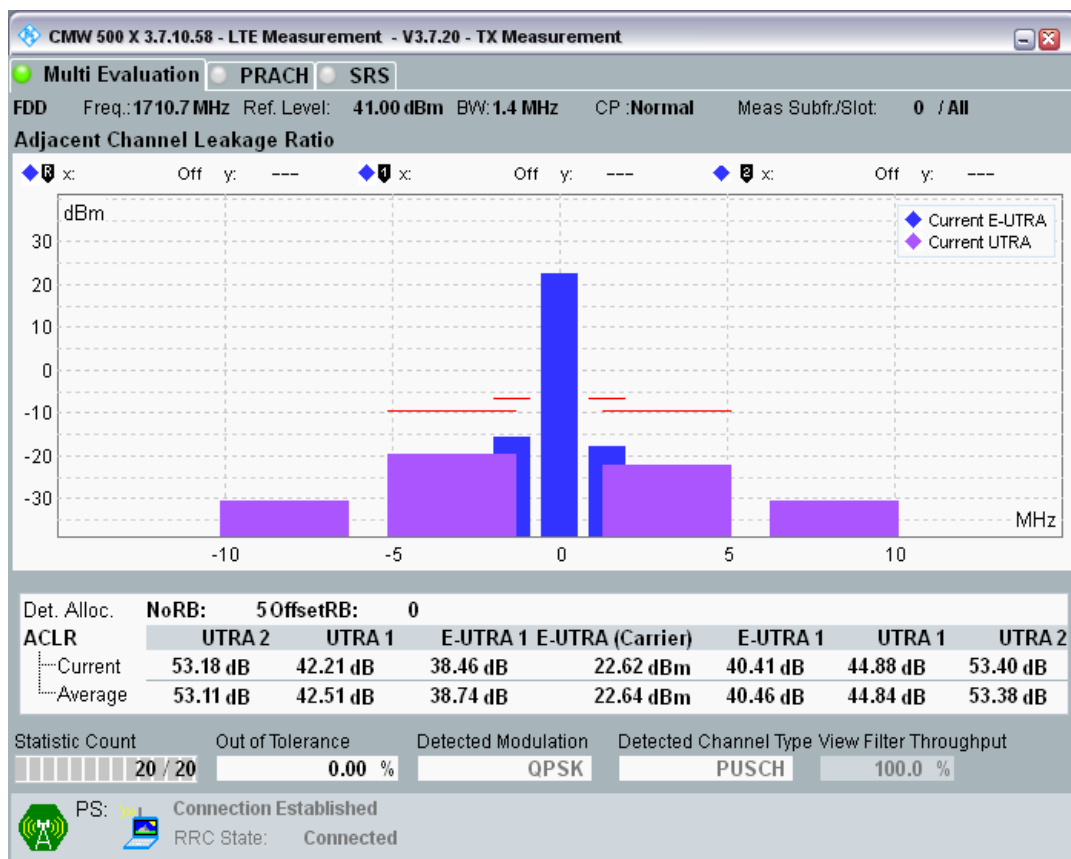 CMW 500 X 3.7.10.58 - LTE Measurement - V3.7.20 - TX Measurement
Multi Evaluation PRACH SRS
FDD Freq.: 1710.7 MHz Ref. Level: 41.00 dBm BW: 1.4 MHz CP :Normal Meas Subfr./Slot: 0 / All
Adjacent Channel Leakage Ratio
R x: Off y: --- 1 x: Off y: --- 2 x: Off y: ---
dBm
Current E-UTRA
Current UTRA
30
20
10
0
-10
-20
-30
MHz
-10 -5 0 5 10
Det. Alloc. NoRB: 5 OffsetRB: 0
ACLR UTRA 2 UTRA 1 E-UTRA 1 E-UTRA (Carrier) E-UTRA 1 UTRA 1 UTRA 2
Current 53.18 dB 42.21 dB 38.46 dB 22.62 dBm 40.41 dB 44.88 dB 53.40 dB
Average 53.11 dB 42.51 dB 38.74 dB 22.64 dBm 40.46 dB 44.84 dB 53.38 dB
Statistic Count Out of Tolerance Detected Modulation Detected Channel Type View Filter Throughput
20 / 20 0.00 % QPSK PUSCH 100.0 %
PS: Connection Established
RRC State: Connected